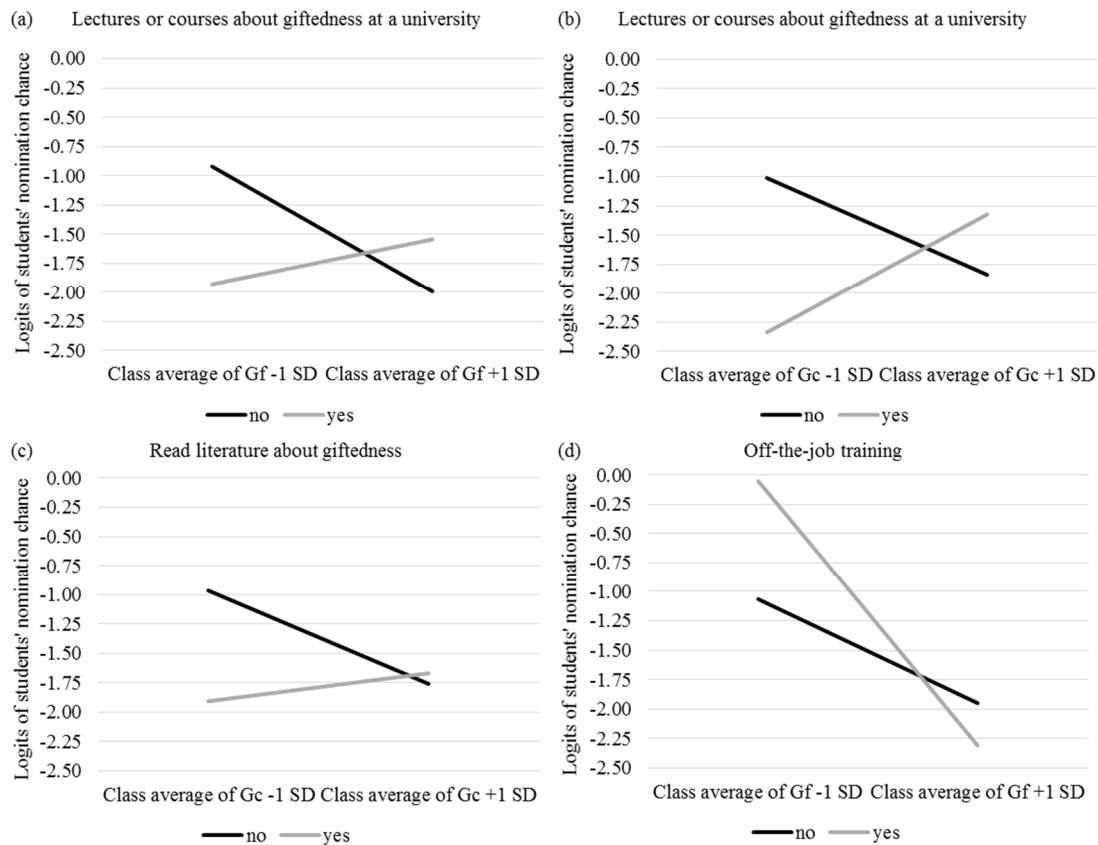 (a) Lectures or courses about giftedness at a university
Logits of students' nomination chance
0.00
-0.25
-0.50
-0.75
-1.00
-1.25
-1.50
-1.75
-2.00
-2.25
-2.50
Class average of Gf -1 SD Class average of Gf +1 SD
no yes
(b) Lectures or courses about giftedness at a university
Logits of students' nomination chance
0.00
-0.25
-0.50
-0.75
-1.00
-1.25
-1.50
-1.75
-2.00
-2.25
-2.50
Class average of Gc -1 SD Class average of Gc +1 SD
no yes
(c) Read literature about giftedness
Logits of students' nomination chance
0.00
-0.25
-0.50
-0.75
-1.00
-1.25
-1.50
-1.75
-2.00
-2.25
-2.50
Class average of Gc -1 SD Class average of Gc +1 SD
no yes
(d) Off-the-job training
Logits of students' nomination chance
0.00
-0.25
-0.50
-0.75
-1.00
-1.25
-1.50
-1.75
-2.00
-2.25
-2.50
Class average of Gf -1 SD Class average of Gf +1 SD
no yes